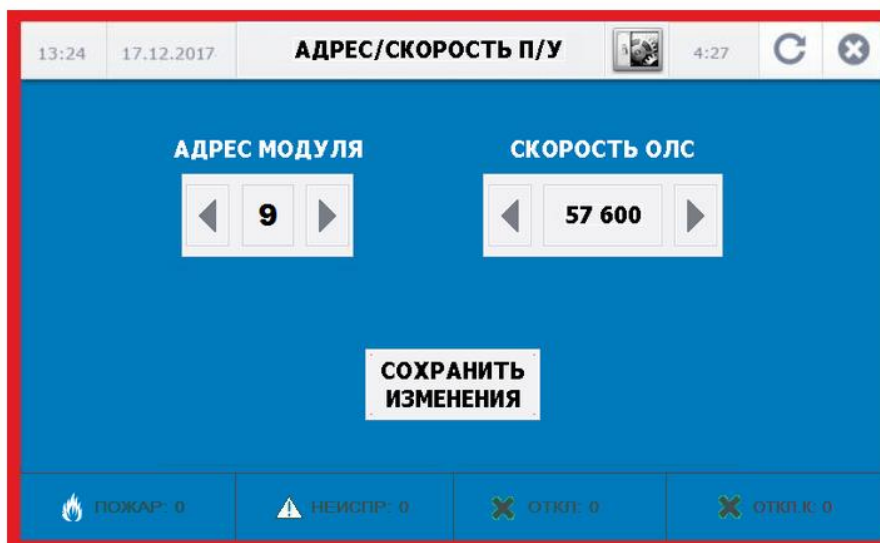 13:24 17.12.2017 АДРЕС/СКОРОСТЬ П/У 4:27
АДРЕС МОДУЛЯ СКОРОСТЬ ОЛС
9 57 600
СОХРАНИТЬ
ИЗМЕНЕНИЯ
ПОЖАР: 0 НЕИСПР: 0 ОТКЛ: 0 ОТКЛ.К: 0